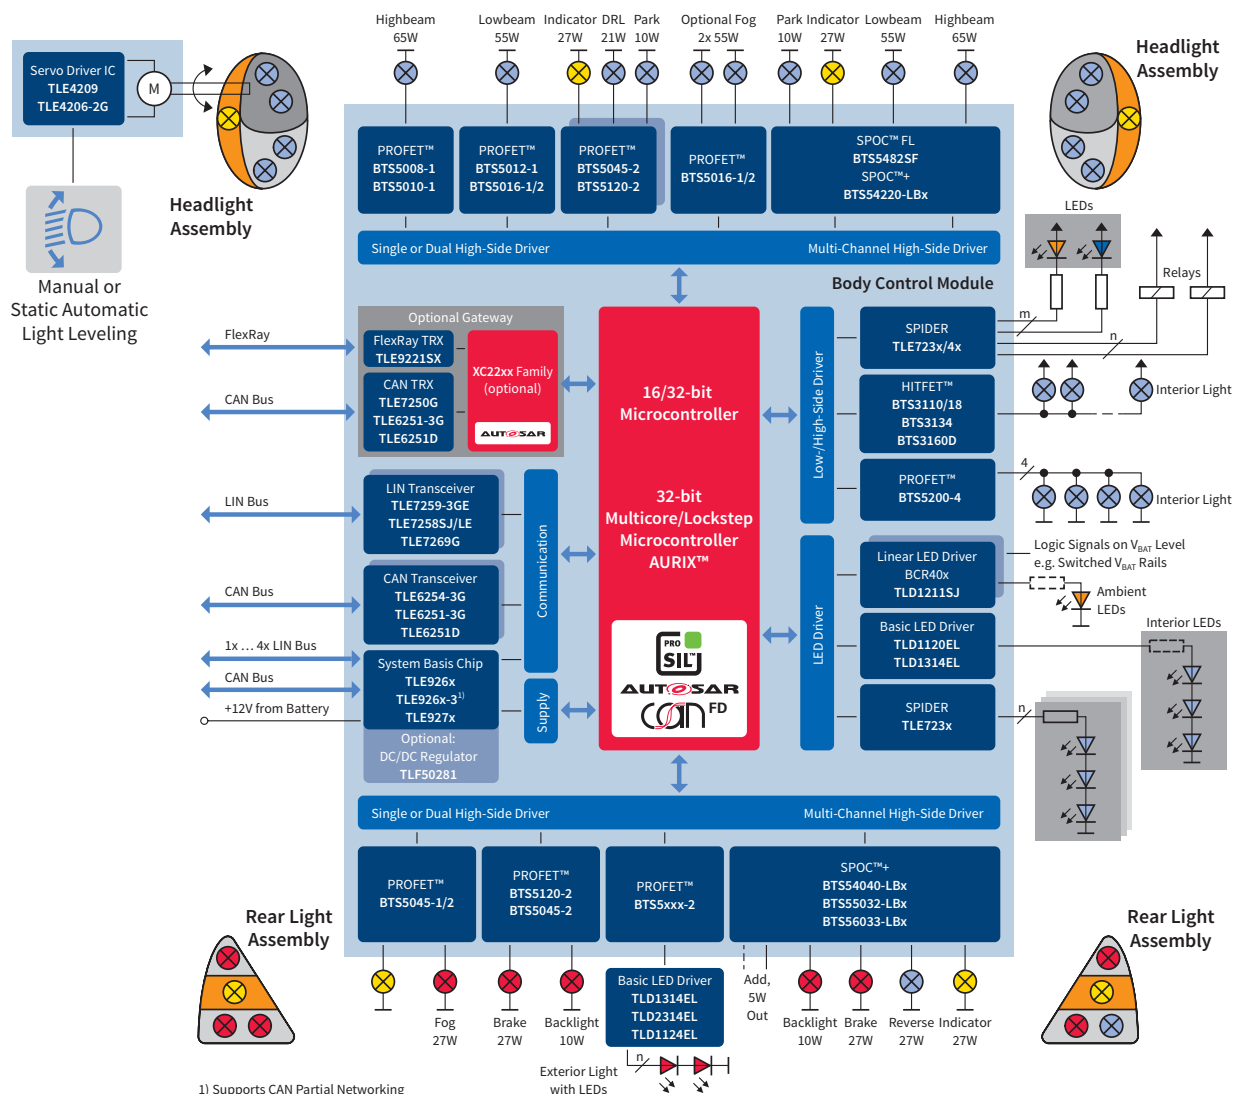 Highbeam
65W
Lowbeam
55W
Indicator
27W
DRL
21W
Park
10W
Optional Fog
2x 55W
Park
10W
Indicator
27W
Lowbeam
55W
Highbeam
65W
Servo Driver IC
TLE4209
TLE4206-2G
M
Headlight
Assembly
Headlight
Assembly
Manual or
Static Automatic
Light Leveling
PROFET™
BTS5008-1
BTS5010-1
PROFET™
BTS5012-1
BTS5016-1/2
PROFET™
BTS5045-2
BTS5120-2
PROFET™
BTS5016-1/2
SPOC™ FL
BTS5482SF
SPOC™+
BTS54220-LBx
Single or Dual High-Side Driver
Multi-Channel High-Side Driver
Body Control Module
LEDs
Relays
m
n
Optional Gateway
FlexRay
FlexRay TRX
TLE9221SX
CAN Bus
CAN TRX
TLE7250G
TLE6251-3G
TLE6251D
XC22xx Family
(optional)
AUTOSAR
16/32-bit
Microcontroller
32-bit
Multicore/Lockstep
Microcontroller
AURIX™
PRO
SIL™
AUTOSAR
CAN FD
Low-/High-Side Driver
SPIDER
TLE723x/4x
HITFET™
BTS3110/18
BTS3134
BTS3160D
Interior Light
PROFET™
BTS5200-4
4
Interior Light
LIN Bus
LIN Transceiver
TLE7259-3GE
TLE7258SJ/LE
TLE7269G
CAN Bus
CAN Transceiver
TLE6254-3G
TLE6251-3G
TLE6251D
Communication
1x … 4x LIN Bus
CAN Bus
+12V from Battery
System Basis Chip
TLE926x
TLE926x-3¹⁾
TLE927x
Supply
Optional:
DC/DC Regulator
TLF50281
LED Driver
Linear LED Driver
BCR40x
TLD1211SJ
Logic Signals on VBAT Level
e.g. Switched VBAT Rails
Ambient
LEDs
Basic LED Driver
TLD1120EL
TLD1314EL
Interior LEDs
SPIDER
TLE723x
n
Single or Dual High-Side Driver
Multi-Channel High-Side Driver
PROFET™
BTS5045-1/2
PROFET™
BTS5120-2
BTS5045-2
PROFET™
BTS5xxx-2
SPOC™+
BTS54040-LBx
BTS55032-LBx
BTS56033-LBx
Rear Light
Assembly
Rear Light
Assembly
Fog
27W
Brake
27W
Backlight
10W
Basic LED Driver
TLD1314EL
TLD2314EL
TLD1124EL
Add,
5W
Out
Backlight
10W
Brake
27W
Reverse
27W
Indicator
27W
n
Exterior Light
with LEDs
1) Supports CAN Partial Networking